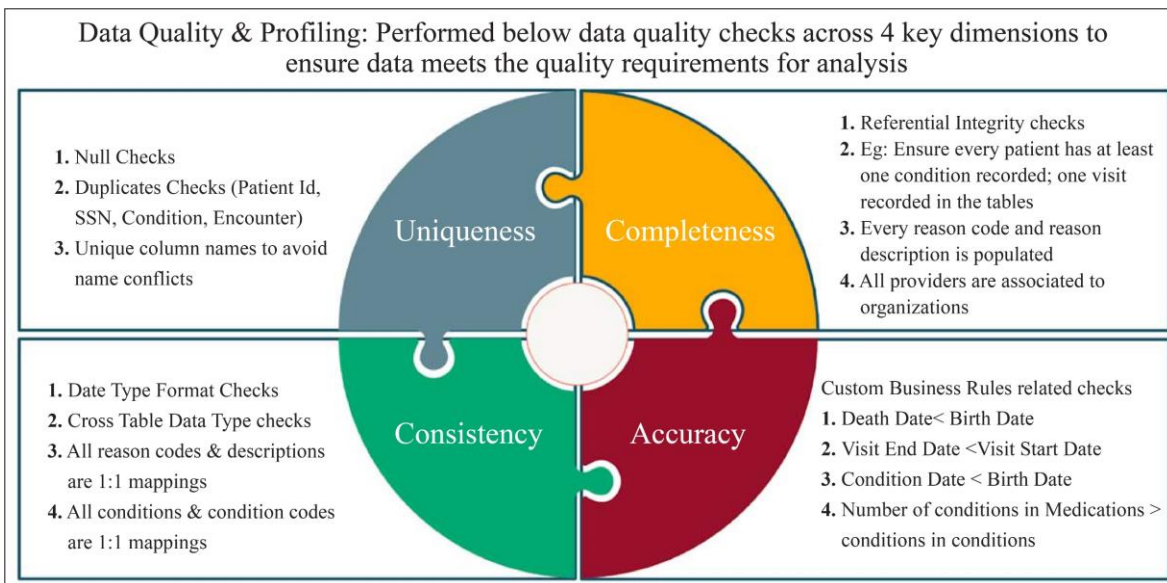 Data Quality & Profiling: Performed below data quality checks across 4 key dimensions to
ensure data meets the quality requirements for analysis
1. Null Checks
2. Duplicates Checks (Patient Id,
SSN, Condition, Encounter)
3. Unique column names to avoid
name conflicts
Uniqueness
Completeness
1. Referential Integrity checks
2. Eg: Ensure every patient has at least
one condition recorded; one visit
recorded in the tables
3. Every reason code and reason
description is populated
4. All providers are associated to
organizations
1. Date Type Format Checks
2. Cross Table Data Type checks
3. All reason codes & descriptions
are 1:1 mappings
4. All conditions & condition codes
are 1:1 mappings
Consistency
Accuracy
Custom Business Rules related checks
1. Death Date< Birth Date
2. Visit End Date <Visit Start Date
3. Condition Date < Birth Date
4. Number of conditions in Medications >
conditions in conditions